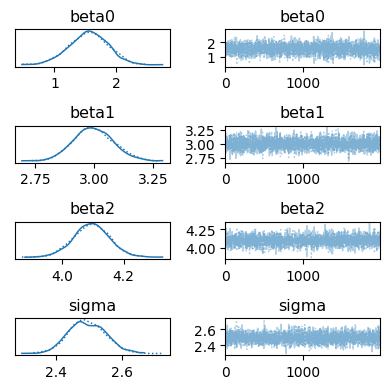 beta0 beta0
2
1
1 2 0 1000
beta1 beta1
3.25
3.00
2.75
2.75 3.00 3.25 0 1000
beta2 beta2
4.25
4.00
4.0 4.2 0 1000
sigma sigma
2.6
2.4
2.4 2.6 0 1000